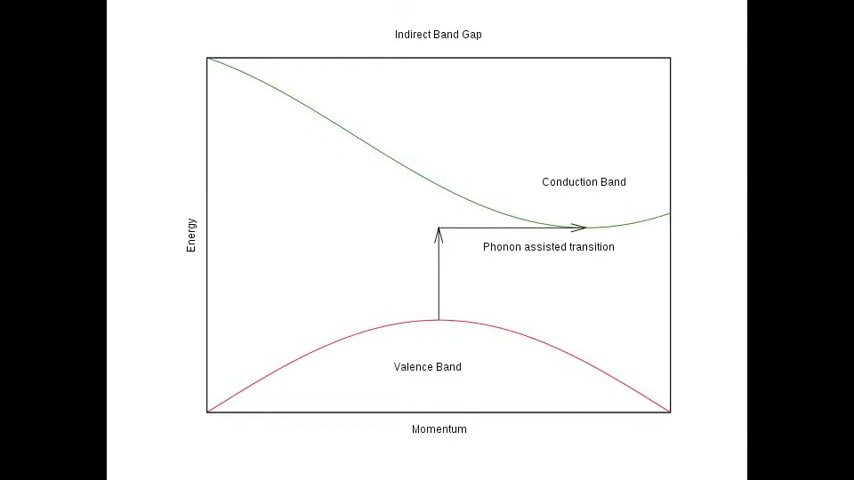 Indirect Band Gap
Conduction Band
Energy
Phonon assisted transition
Valence Band
Momentum